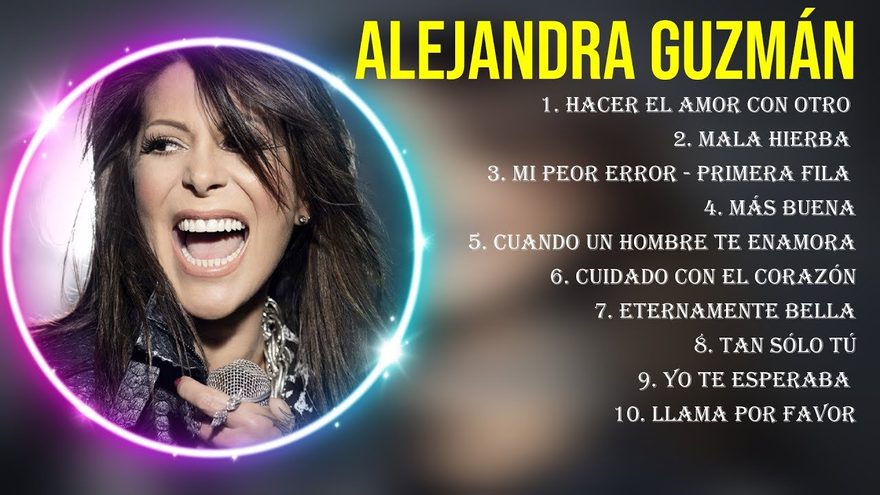 ALEJANDRA GUZMÁN
1. HACER EL AMOR CON OTRO
2. MALA HIERBA
3. MI PEOR ERROR - PRIMERA FILA
4. MÁS BUENA
5. CUANDO UN HOMBRE TE ENAMORA
6. CUIDADO CON EL CORAZÓN
7. ETERNAMENTE BELLA
8. TAN SÓLO TÚ
9. YO TE ESPERABA
10. LLAMA POR FAVOR